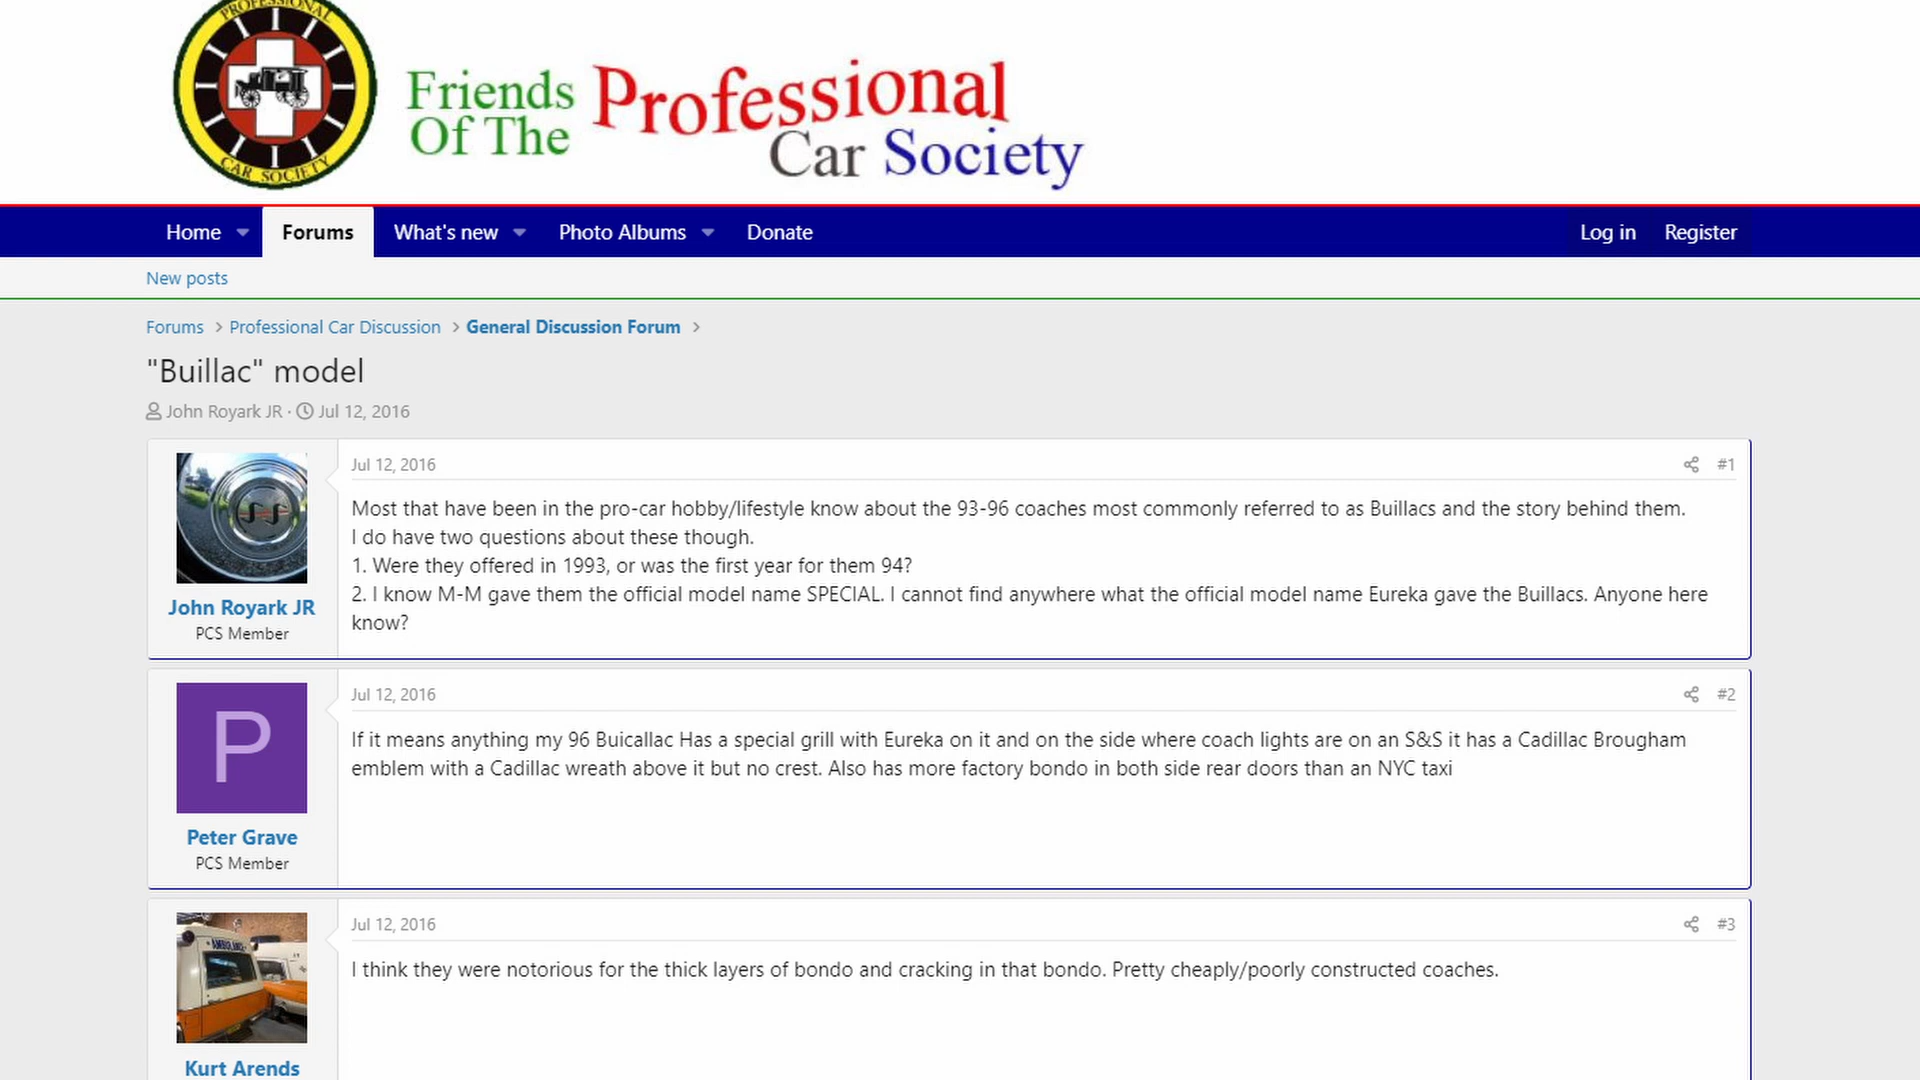 PROFESSIONAL
CAR SOCIETY
Friends
Of The
Professional
Car Society
Home
Forums
What's new
Photo Albums
Donate
Log in
Register
New posts
Forums
Professional Car Discussion
General Discussion Forum
"Buillac" model
John Royark JR · Jul 12, 2016
Jul 12, 2016
#1
Most that have been in the pro-car hobby/lifestyle know about the 93-96 coaches most commonly referred to as Buillacs and the story behind them.
I do have two questions about these though.
1. Were they offered in 1993, or was the first year for them 94?
2. I know M-M gave them the official model name SPECIAL. I cannot find anywhere what the official model name Eureka gave the Buillacs. Anyone here
know?
John Royark JR
PCS Member
Jul 12, 2016
#2
If it means anything my 96 Buicallac Has a special grill with Eureka on it and on the side where coach lights are on an S&S it has a Cadillac Brougham
emblem with a Cadillac wreath above it but no crest. Also has more factory bondo in both side rear doors than an NYC taxi
P
Peter Grave
PCS Member
Jul 12, 2016
#3
I think they were notorious for the thick layers of bondo and cracking in that bondo. Pretty cheaply/poorly constructed coaches.
AMBULANCE
Kurt Arends